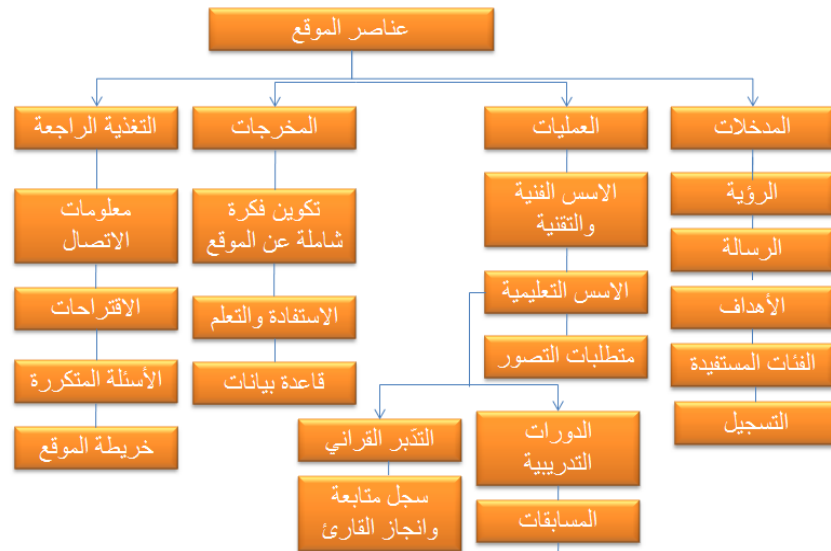 عناصر الموقع
المدخلات
الرؤية
الرسالة
الأهداف
الفئات المستفيدة
التسجيل
العمليات
الاسس الفنية
والتقنية
الاسس التعليمية
متطلبات التصور
الدورات
التدريبية
المسابقات
التدّبر القراني
سجل متابعة
وانجاز القارئ
المخرجات
تكوين فكرة
شاملة عن الموقع
الاستفادة والتعلم
قاعدة بيانات
التغذية الراجعة
معلومات
الاتصال
الاقتراحات
الأسئلة المتكررة
خريطة الموقع